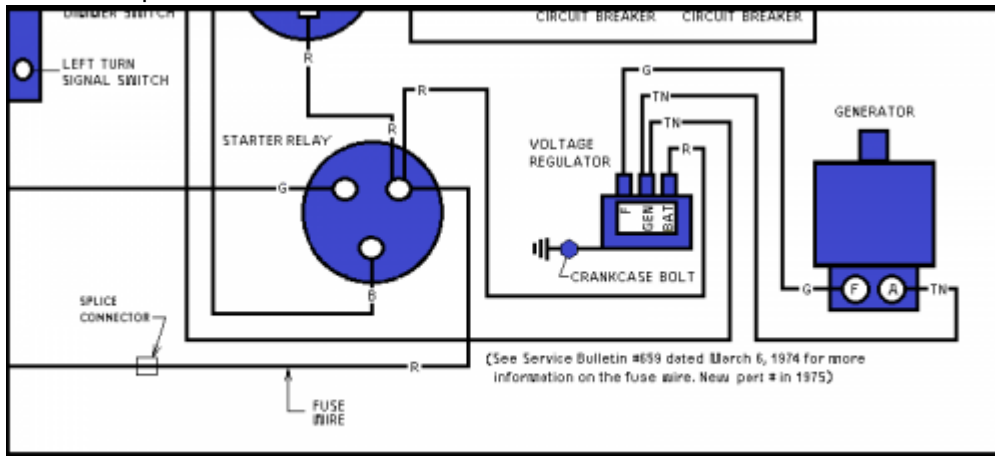 DIMMER SWITCH
CIRCUIT BREAKER
CIRCUIT BREAKER
LEFT TURN
SIGNAL SWITCH
R
G
R
TN
GENERATOR
STARTER RELAY
R
TN
VOLTAGE
REGULATOR
R
G
F
GEN
BAT
CRANKCASE BOLT
B
G
F
A
TN
SPLICE
CONNECTOR
R
(See Service Bulletin #659 dated March 6, 1974 for more
information on the fuse wire. New part # in 1975)
FUSE
WIRE